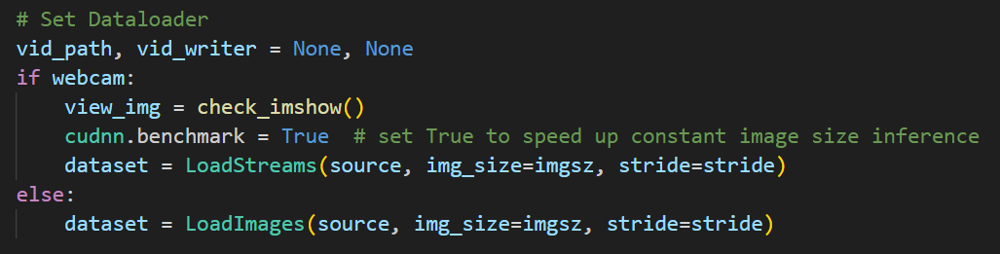 # Set Dataloader
vid_path, vid_writer = None, None
if webcam:
    view_img = check_imshow()
    cudnn.benchmark = True  # set True to speed up constant image size inference
    dataset = LoadStreams(source, img_size=imgsz, stride=stride)
else:
    dataset = LoadImages(source, img_size=imgsz, stride=stride)